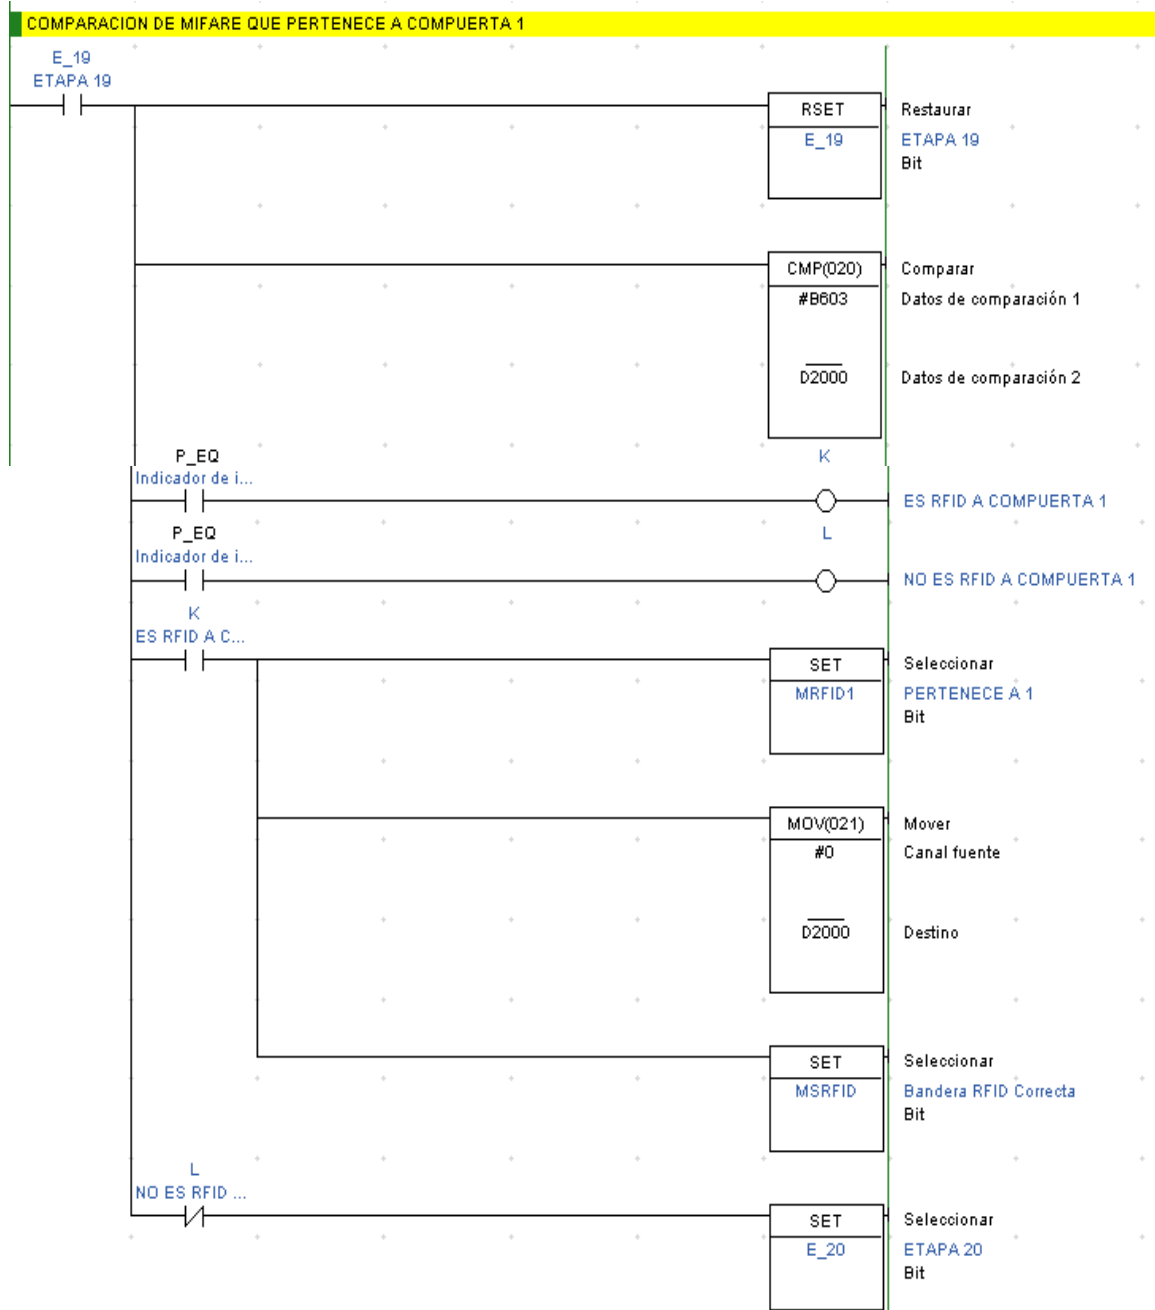 COMPARACION DE MIFARE QUE PERTENECE A COMPUERTA 1
E_19
ETAPA 19
RSET
Restaurar
E_19
ETAPA 19
Bit
CMP(020)
Comparar
#B603
Datos de comparación 1
D2000
Datos de comparación 2
P_EQ
K
Indicador de i...
ES RFID A COMPUERTA 1
P_EQ
L
Indicador de i...
NO ES RFID A COMPUERTA 1
K
ES RFID A C...
SET
Seleccionar
MRFID1
PERTENECE A 1
Bit
MOV(021)
Mover
#0
Canal fuente
D2000
Destino
SET
Seleccionar
MSRFID
Bandera RFID Correcta
Bit
L
NO ES RFID ...
SET
Seleccionar
E_20
ETAPA 20
Bit